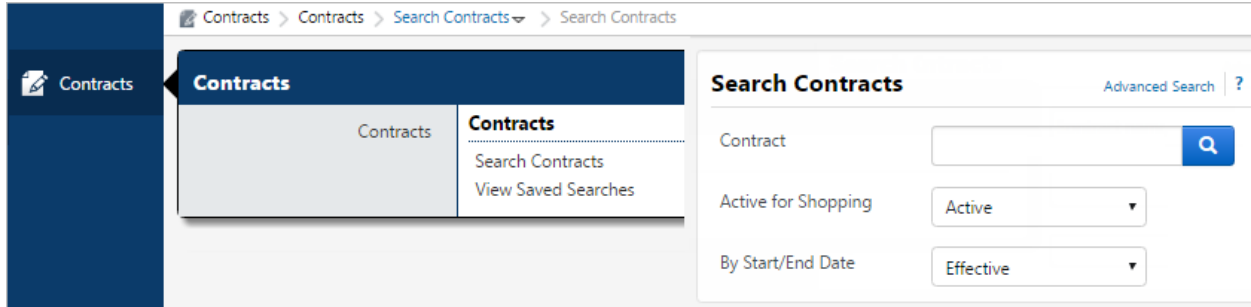 Contracts > Contracts > Search Contracts > Search Contracts
Contracts
Contracts
Contracts
Contracts
Search Contracts
View Saved Searches
Search Contracts
Advanced Search | ?
Contract
Active for Shopping
Active
By Start/End Date
Effective